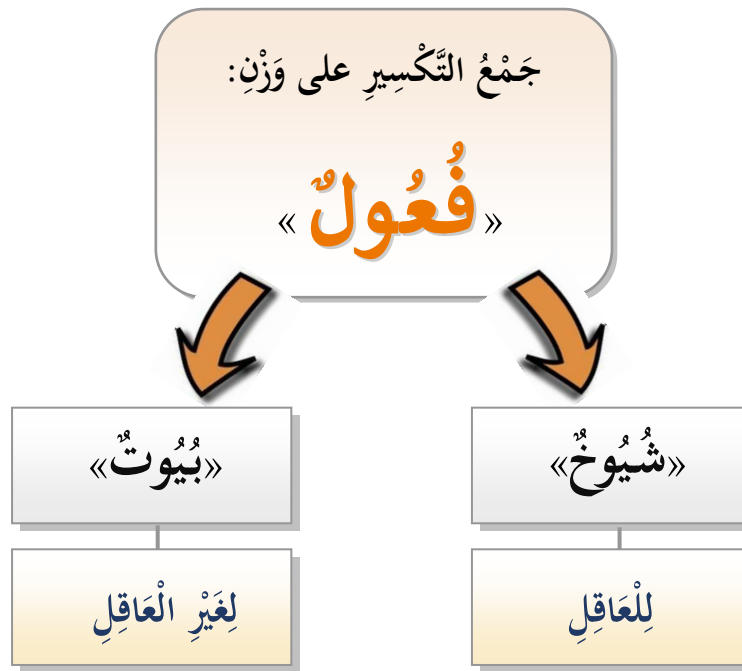 جَمْعُ التَّكْسِيرِ على وَزْنِ:
« فُعُولٌ »
«شُيُوخٌ»
«بُيُوتٌ»
لِلْعَاقِلِ
لِغَيْرِ الْعَاقِلِ